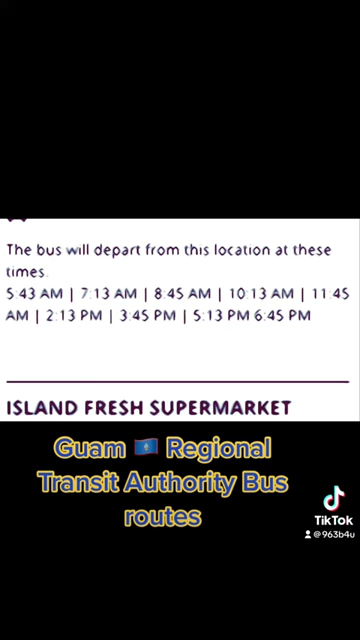 The bus will depart from this location at these
times.
5:43 AM | 7:13 AM | 8:45 AM | 10:13 AM | 11:45
AM | 2:13 PM | 3:45 PM | 5:13 PM 6:45 PM
ISLAND FRESH SUPERMARKET
Guam 🇬🇺 Regional
Transit Authority Bus
routes
TikTok
@963b4u